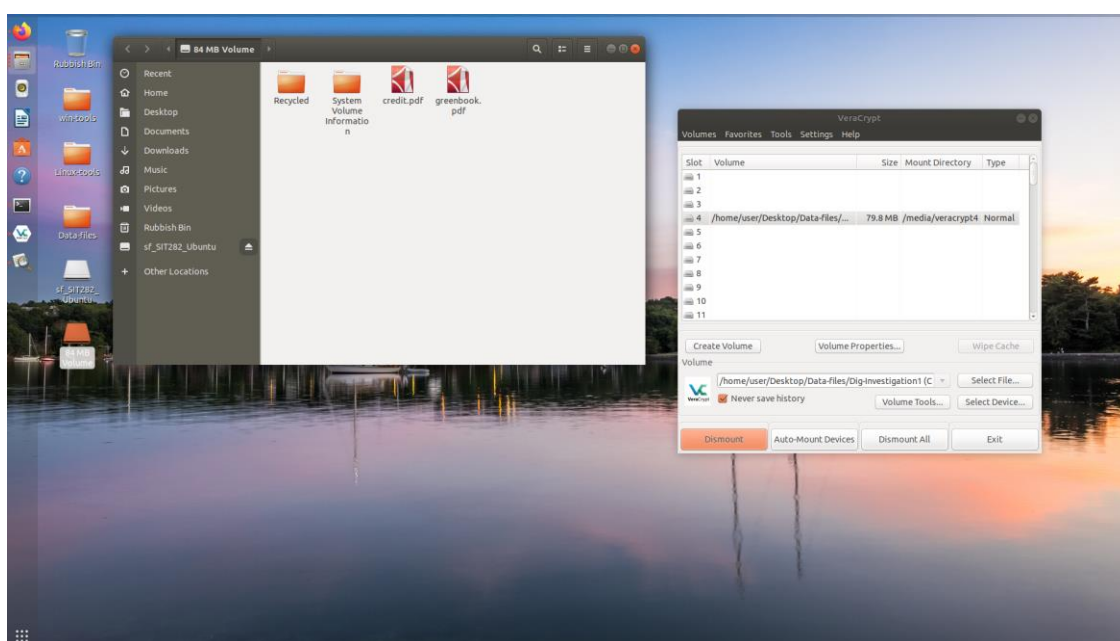 Rubbish Bin
win-tools
Linux-tools
Data-files
sf_SIT282_
Ubuntu
84 MB
Volume
84 MB Volume
Recent
Home
Desktop
Documents
Downloads
Music
Pictures
Videos
Rubbish Bin
sf_SIT282_Ubuntu
Other Locations
Recycled
System
Volume
Informatio
n
credit.pdf
greenbook.
pdf
VeraCrypt
Volumes Favorites Tools Settings Help
Slot Volume Size Mount Directory Type
1
2
3
4 /home/user/Desktop/Data-files/... 79.8 MB /media/veracrypt4 Normal
5
6
7
8
9
10
11
Create Volume Volume Properties... Wipe Cache
Volume
/home/user/Desktop/Data-files/Dig-Investigation1 (C Select File...
VeraCrypt
Never save history Volume Tools... Select Device...
Dismount Auto-Mount Devices Dismount All Exit